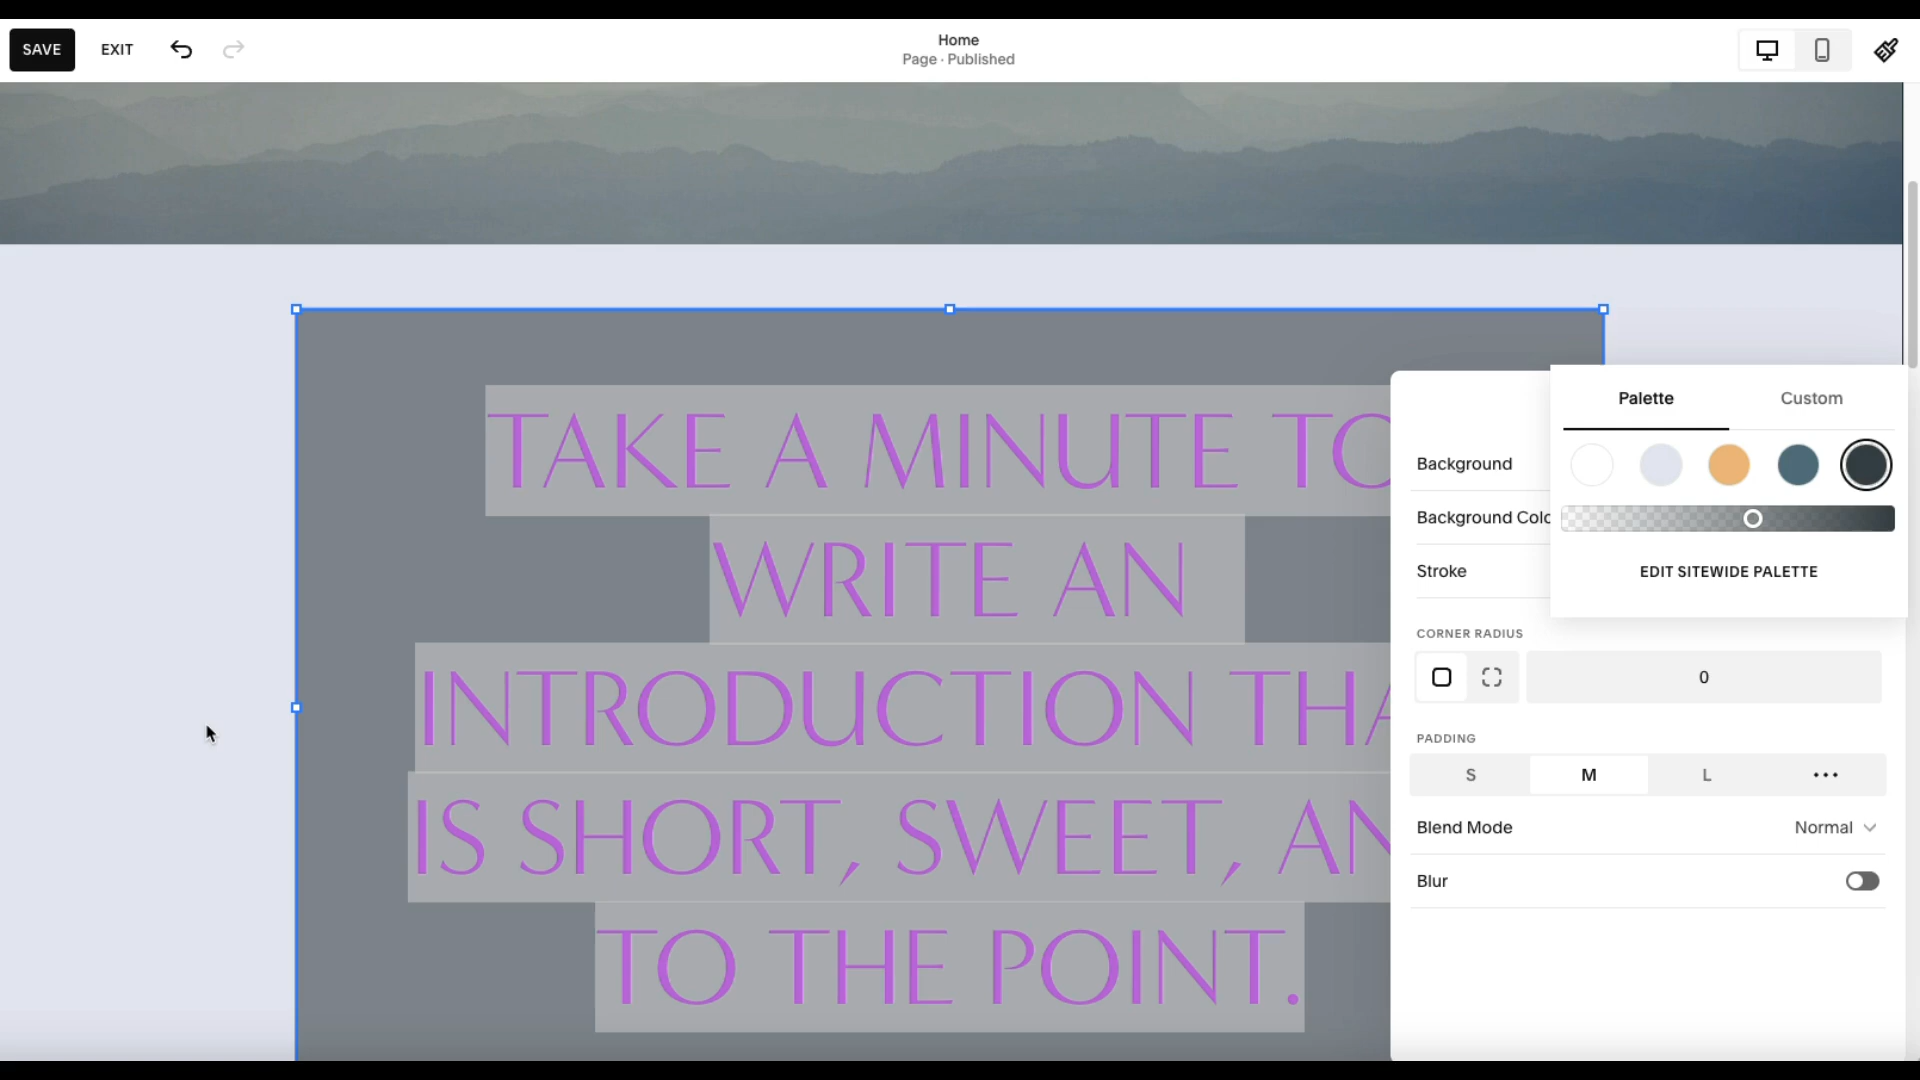 SAVE
EXIT
Home
Page · Published
TAKE A MINUTE TO
WRITE AN
INTRODUCTION THA
IS SHORT, SWEET, AN
TO THE POINT.
Palette
Custom
Background
Background Colo
EDIT SITEWIDE PALETTE
Stroke
CORNER RADIUS
0
PADDING
S
M
L
Blend Mode
Normal
Blur